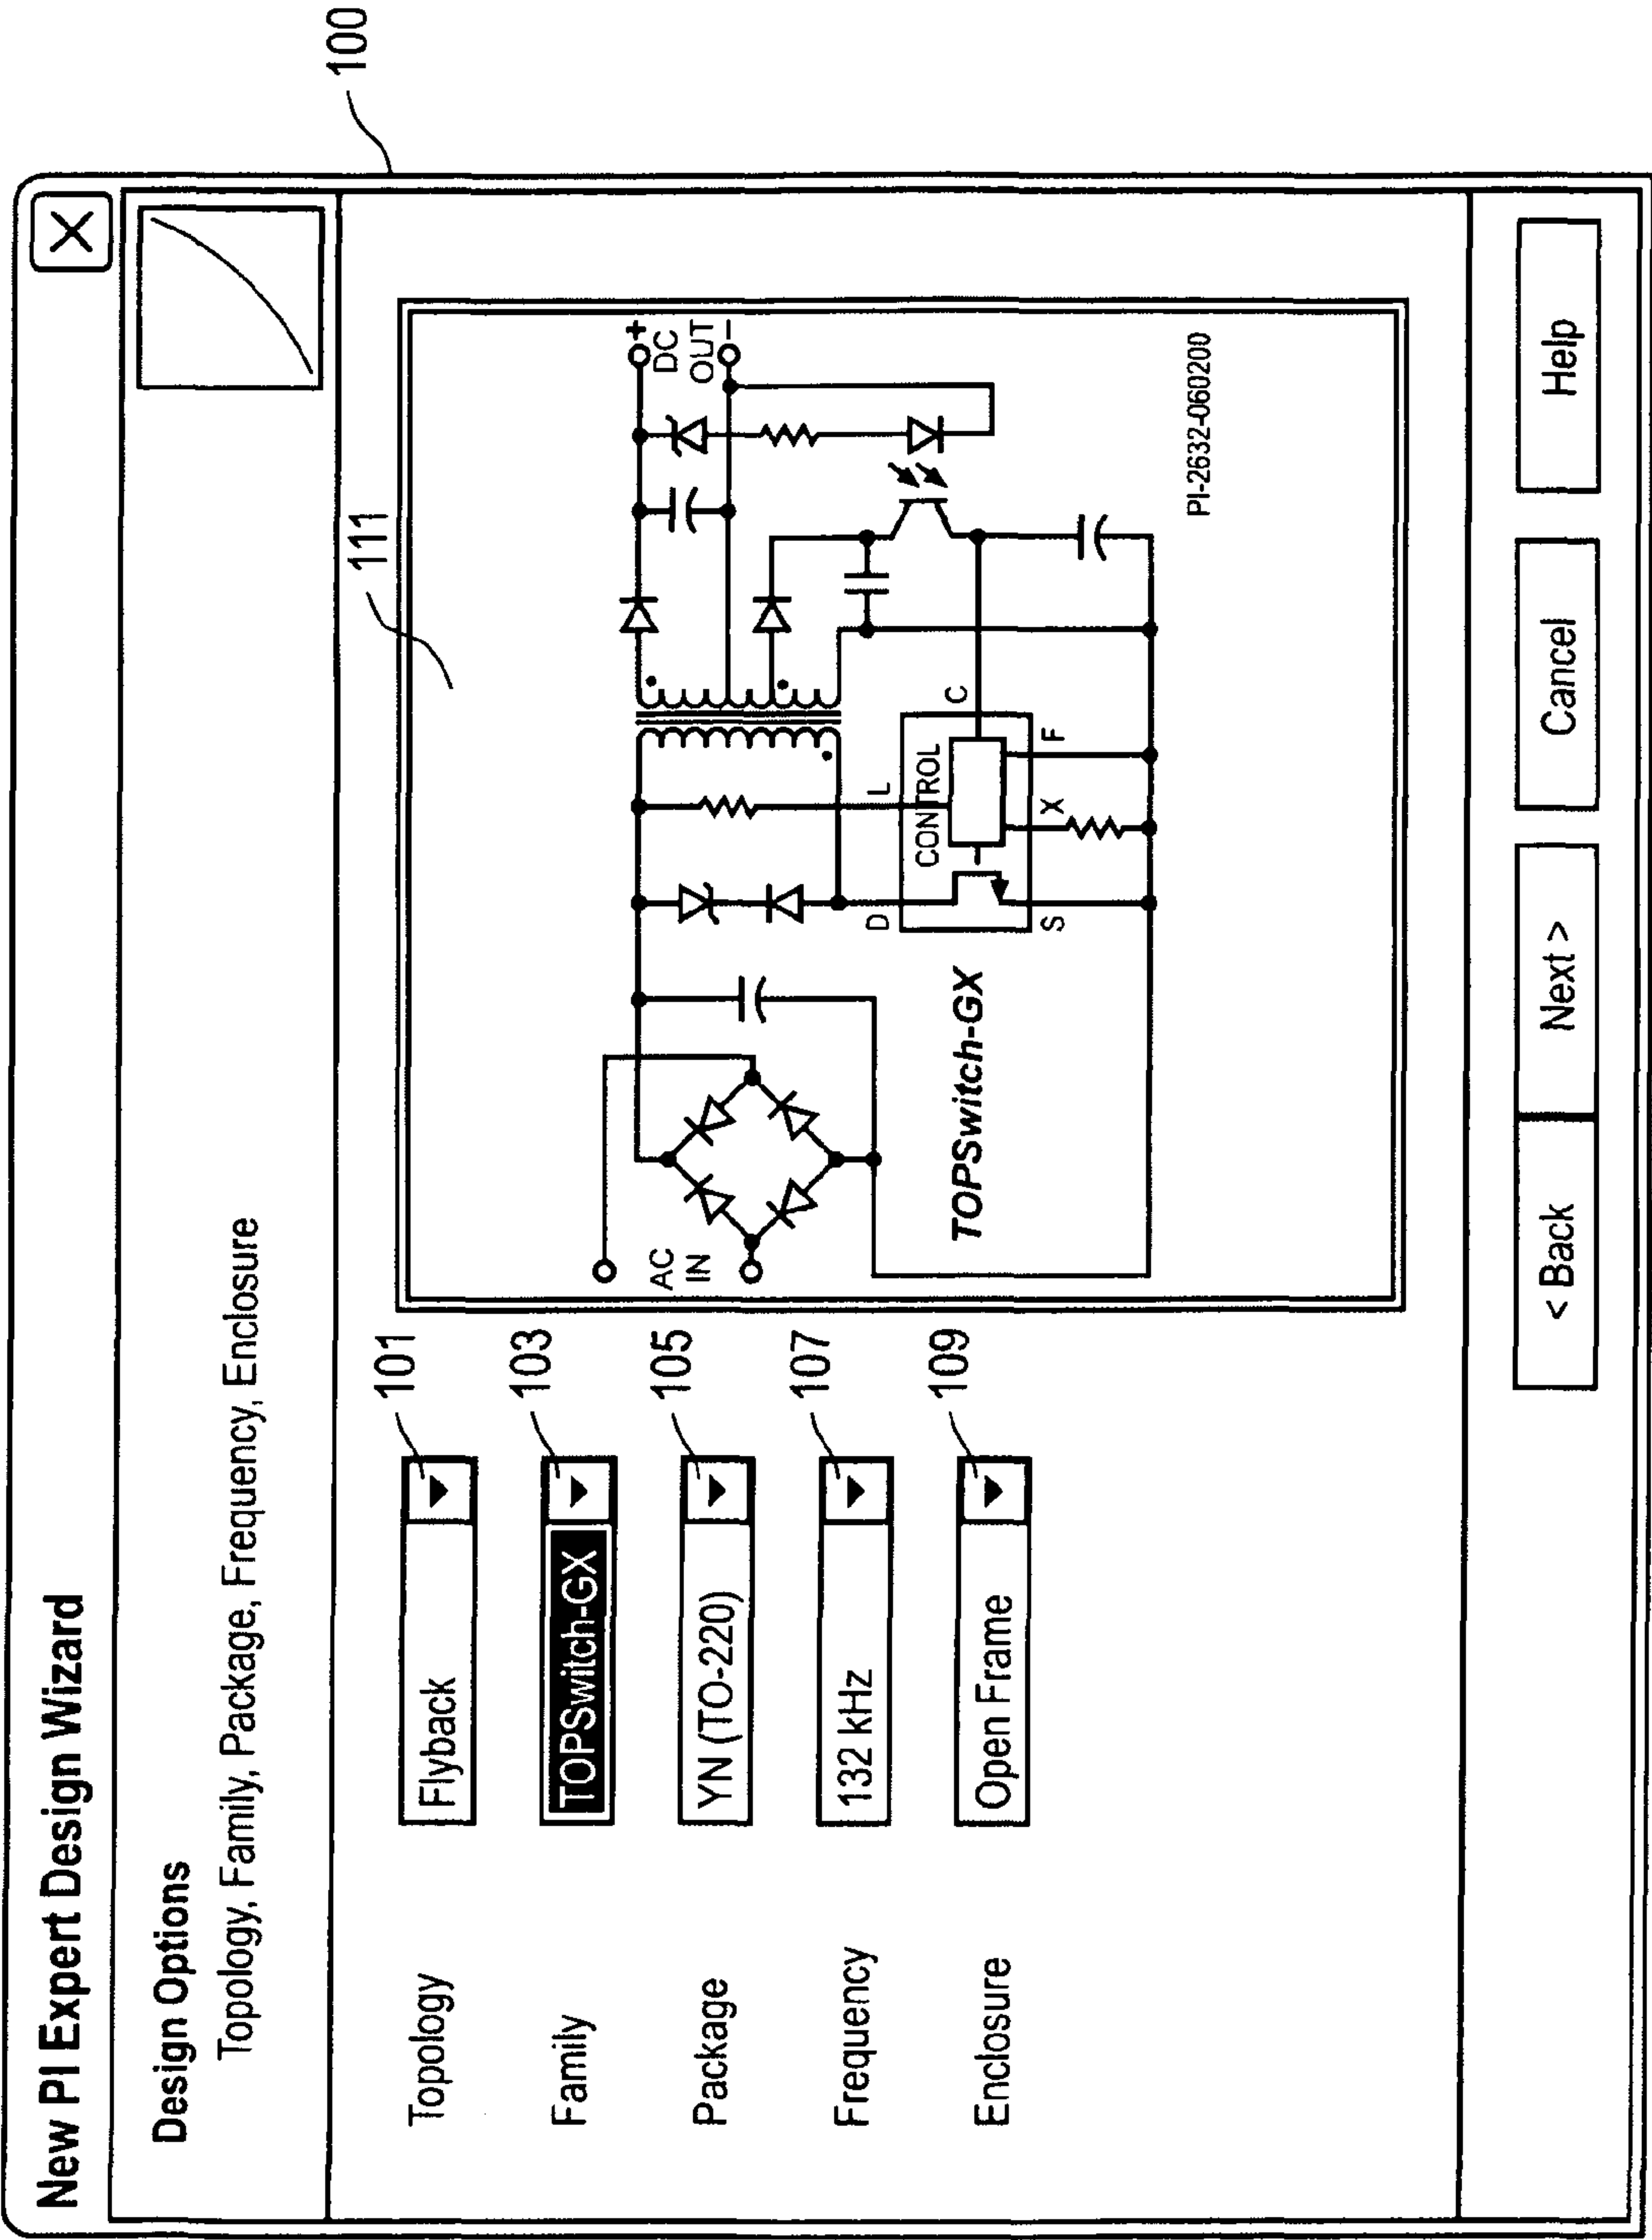 New PI Expert Design Wizard
X
100
Design Options
Topology, Family, Package, Frequency, Enclosure
111
Topology
Flyback
101
Family
TOPSwitch-GX
103
Package
YN (TO-220)
105
Frequency
132 kHz
107
Enclosure
Open Frame
109
AC
IN
+
DC
OUT
−
D
L
CONTROL
C
S
X
F
TOPSwitch-GX
PI-2632-060200
< Back
Next >
Cancel
Help